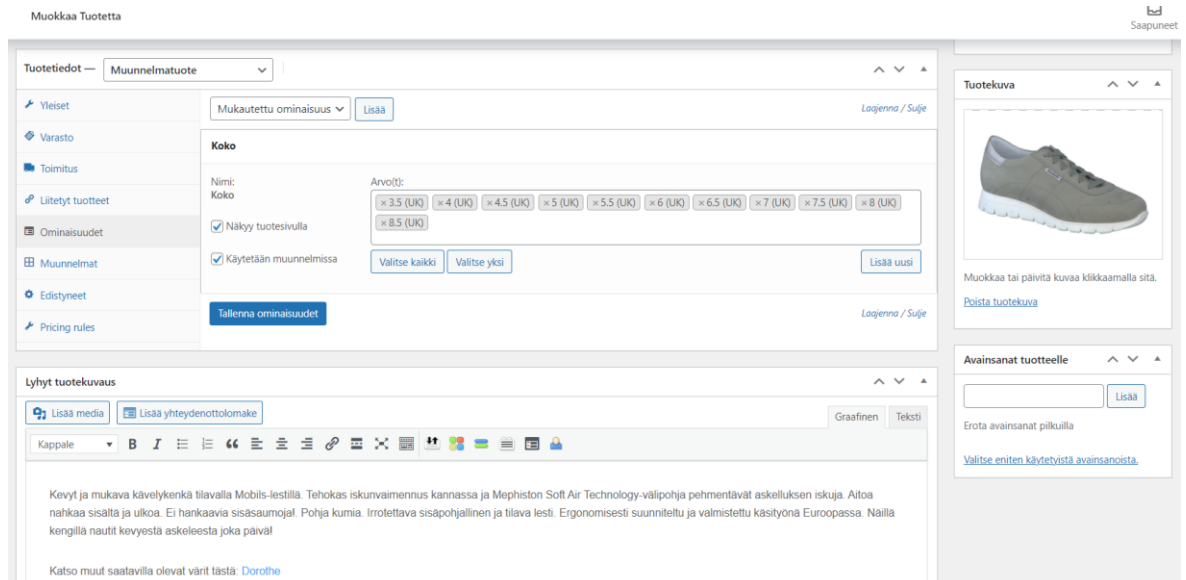 Muokkaa Tuotetta
Saapuneet
Tuotetiedot —
Muunnelmatuote
Yleiset
Varasto
Toimitus
Liitetyt tuotteet
Ominaisuudet
Muunnelmat
Edistyneet
Pricing rules
Mukautettu ominaisuus
Lisää
Laajenna / Sulje
Koko
Nimi:
Koko
Näkyy tuotesivulla
Käytetään muunnelmissa
Arvo(t):
× 3.5 (UK) × 4 (UK) × 4.5 (UK) × 5 (UK) × 5.5 (UK) × 6 (UK) × 6.5 (UK) × 7 (UK) × 7.5 (UK) × 8 (UK)
× 8.5 (UK)
Valitse kaikki
Valitse yksi
Lisää uusi
Tallenna ominaisuudet
Laajenna / Sulje
Lyhyt tuotekuvaus
Lisää media
Lisää yhteydenottolomake
Graafinen
Teksti
Kappale
B I
Kevyt ja mukava kävelykenkä tilavalla Mobils-lestillä. Tehokas iskunvaimennus kannassa ja Mephiston Soft Air Technology-välipohja pehmentävät askelluksen iskuja. Aitoa
nahkaa sisältä ja ulkoa. Ei hankaavia sisäsaumoja!. Pohja kumia. Irrotettava sisäpohjallinen ja tilava lesti. Ergonomisesti suunniteltu ja valmistettu käsityönä Euroopassa. Näillä
kengillä nautit kevyestä askeleesta joka päivä!
Katso muut saatavilla olevat värit tästä: Dorothe
Tuotekuva
Muokkaa tai päivitä kuvaa klikkaamalla sitä.
Poista tuotekuva
Avainsanat tuotteelle
Lisää
Erota avainsanat pilkuilla
Valitse eniten käytetyistä avainsanoista.